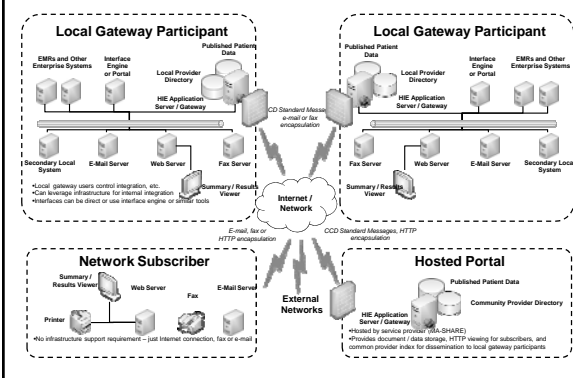 Local Gateway Participant
Published Patient
Data
EMRs and Other
Enterprise Systems
Interface
Engine
or Portal
Local Provider
Directory
HIE Application
Server / Gateway
Secondary Local
System
E-Mail Server
Web Server
Fax Server
Summary / Results
Viewer
•Local gateway users control integration, etc.
•Can leverage infrastructure for internal integration
•Interfaces can be direct or use interface engine or similar tools
CD Standard Messa
e-mail or fax
encapsulation
Local Gateway Participant
Published Patient
Data
Local Provider
Directory
HIE Application
Server / Gateway
Interface
Engine
or Portal
EMRs and Other
Enterprise Systems
Fax Server
Web Server
E-Mail Server
Secondary Local
System
Summary / Results
Viewer
Internet /
Network
E-mail, fax or
HTTP encapsulation
CCD Standard Messages, HTTP
encapsulation
External
Networks
Network Subscriber
Summary /
Results Viewer
Web Server
Fax
E-Mail Server
Printer
•No infrastructure support requirement – just Internet connection, fax or e-mail
Hosted Portal
Published Patient Data
Community Provider Directory
HIE Application
Server / Gateway
•Hosted by service provider (MA-SHARE)
•Provides document / data storage, HTTP viewing for subscribers, and
common provider index for dissemination to local gateway participants